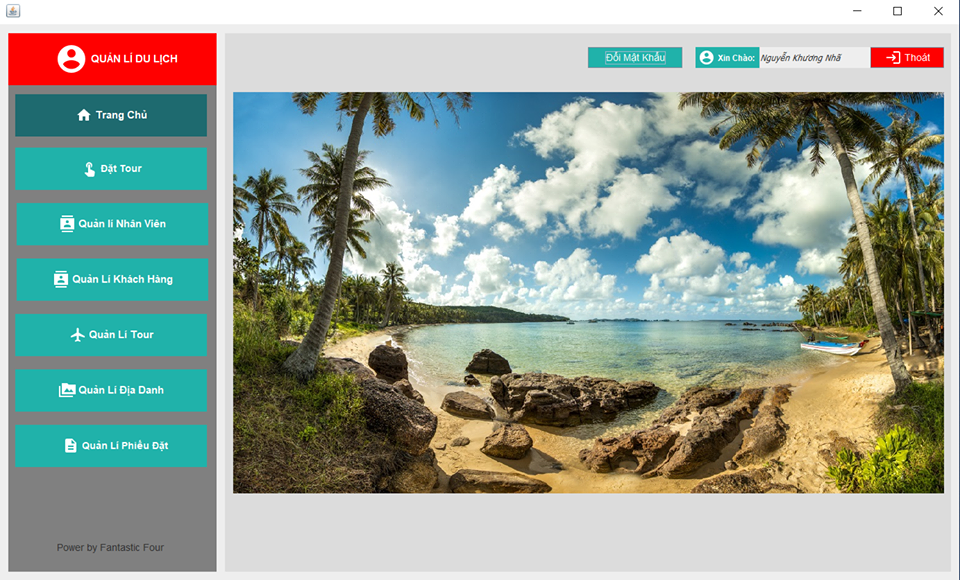 QUẢN LÍ DU LỊCH
Đổi Mật Khẩu
Xin Chào: Nguyễn Khương Nhã
Thoát
Trang Chủ
Đặt Tour
Quản lí Nhân Viên
Quản Lí Khách Hàng
Quản Lí Tour
Quản Lí Địa Danh
Quản Lí Phiếu Đặt
Power by Fantastic Four